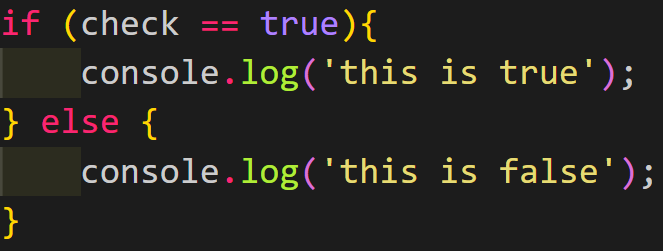 if (check == true){
    console.log('this is true');
} else {
    console.log('this is false');
}